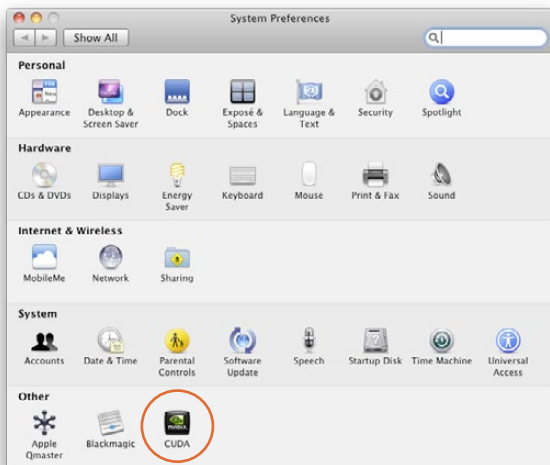 System Preferences
Show All
Personal
Appearance
Desktop &
Screen Saver
Dock
Exposé &
Spaces
Language &
Text
Security
Spotlight
Hardware
CDs & DVDs
Displays
Energy
Saver
Keyboard
Mouse
Print & Fax
Sound
Internet & Wireless
MobileMe
Network
Sharing
System
Accounts
Date & Time
Parental
Controls
Software
Update
Speech
Startup Disk
Time Machine
Universal
Access
Other
Apple
Qmaster
Blackmagic
NVIDIA
CUDA